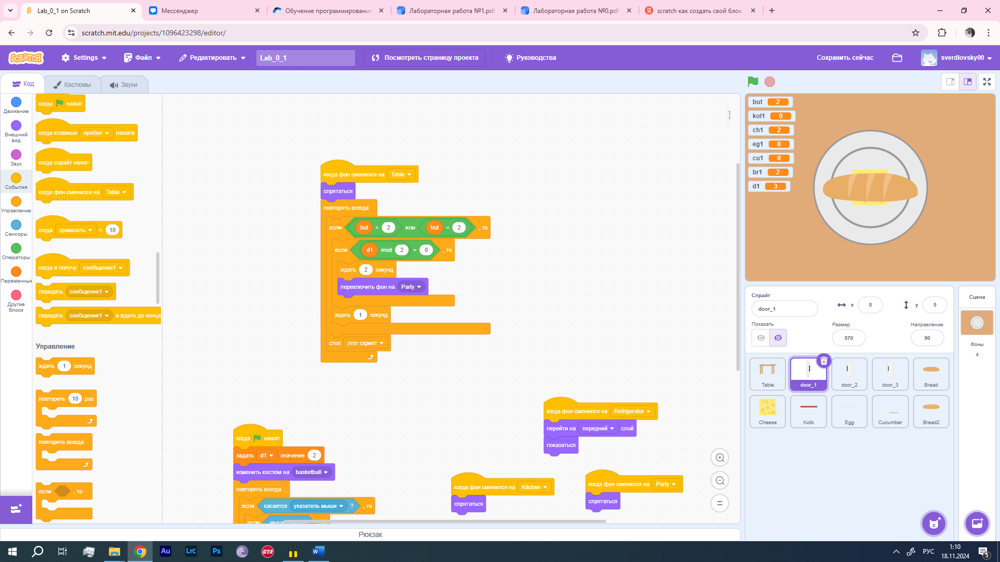 Lab_0_1 on Scratch
Мессенджер
Обучение программировани
Лабораторная работа №1.pdf
Лабораторная работа №0.pdf
scratch как создать свой блок
scratch.mit.edu/projects/1096423298/editor/
SCRATCH
Settings
Файл
Редактировать
Lab_0_1
Посмотреть страницу проекта
Руководства
Сохранить сейчас
sverdlovsky00
Код
Костюмы
Звуки
Движение
Внешний вид
Звук
События
Управление
Сенсоры
Операторы
Переменные
Другие блоки
когда нажат
когда клавиша пробел нажата
когда спрайт нажат
когда фон сменился на Table
когда громкость > 10
когда я получу сообщение1
передать сообщение1
передать сообщение1 и ждать до конца
Управление
ждать 1 секунд
повторить 10 раз
повторять всегда
если , то
когда фон сменился на Table
спрятаться
повторять всегда
если but > 2 или but = 2 , то
если d1 mod 2 = 0 , то
ждать 2 секунд
переключить фон на Party
ждать 1 секунд
стоп этот скрипт
когда нажат
задать d1 значение 2
изменить костюм на basketball
повторять всегда
если касается указатель мыши ? , то
если
когда фон сменился на Refrigerator
перейти на передний слой
показаться
когда фон сменился на Kitchen
спрятаться
когда фон сменился на Party
спрятаться
Рюкзак
but 2
kol1 0
ch1 2
eg1 0
cu1 0
br1 2
d1 3
Спрайт
door_1
x 0
y 5
Показать
Размер
570
Направление
90
Table
door_1
door_2
door_3
Bread
Cheese
Kolb
Egg
Cucumber
Bread2
Сцена
Фоны
4
Au
LrC
Ps
GT3
W
РУС
1:10
18.11.2024
5